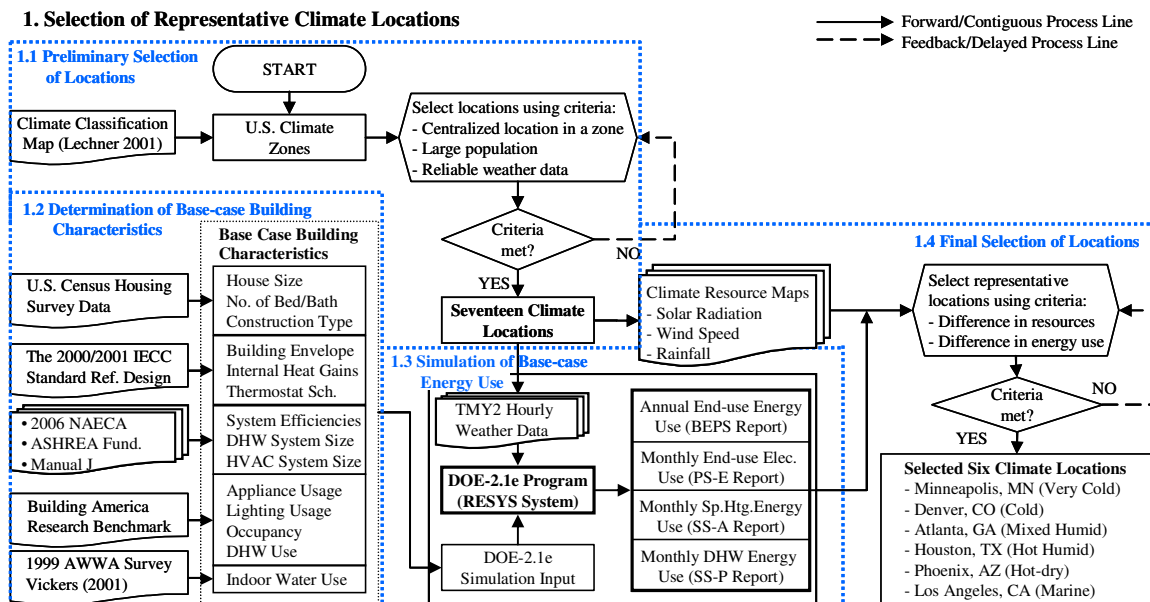 1. Selection of Representative Climate Locations
Forward/Contiguous Process Line
Feedback/Delayed Process Line
1.1 Preliminary Selection
of Locations
START
Climate Classification
Map (Lechner 2001)
U.S. Climate
Zones
Select locations using criteria:
- Centralized location in a zone
- Large population
- Reliable weather data
Criteria
met?
NO
YES
Seventeen Climate
Locations
Climate Resource Maps
- Solar Radiation
- Wind Speed
- Rainfall
1.2 Determination of Base-case Building
Characteristics
Base Case Building
Characteristics
U.S. Census Housing
Survey Data
House Size
No. of Bed/Bath
Construction Type
The 2000/2001 IECC
Standard Ref. Design
Building Envelope
Internal Heat Gains
Thermostat Sch.
• 2006 NAECA
• ASHREA Fund.
• Manual J
System Efficiencies
DHW System Size
HVAC System Size
Building America
Research Benchmark
Appliance Usage
Lighting Usage
Occupancy
DHW Use
1999 AWWA Survey
Vickers (2001)
Indoor Water Use
1.3 Simulation of Base-case
Energy Use
TMY2 Hourly
Weather Data
DOE-2.1e Program
(RESYS System)
DOE-2.1e
Simulation Input
Annual End-use Energy
Use (BEPS Report)
Monthly End-use Elec.
Use (PS-E Report)
Monthly Sp.Htg.Energy
Use (SS-A Report)
Monthly DHW Energy
Use (SS-P Report)
1.4 Final Selection of Locations
Select representative
locations using criteria:
- Difference in resources
- Difference in energy use
Criteria
met?
NO
YES
Selected Six Climate Locations
- Minneapolis, MN (Very Cold)
- Denver, CO (Cold)
- Atlanta, GA (Mixed Humid)
- Houston, TX (Hot Humid)
- Phoenix, AZ (Hot-dry)
- Los Angeles, CA (Marine)